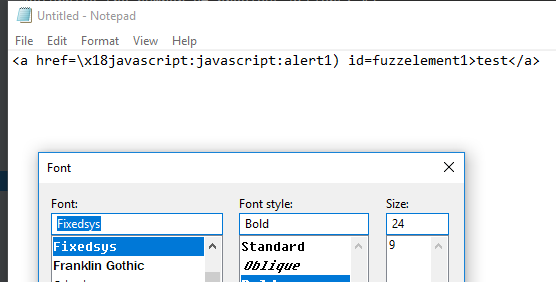 Untitled - Notepad
File Edit Format View Help
<a href=\x18javascript:javascript:alert1) id=fuzzelement1>test</a>
Font
Font: Font style: Size:
Fixedsys Bold 24
Fixedsys Standard 9
Franklin Gothic Oblique